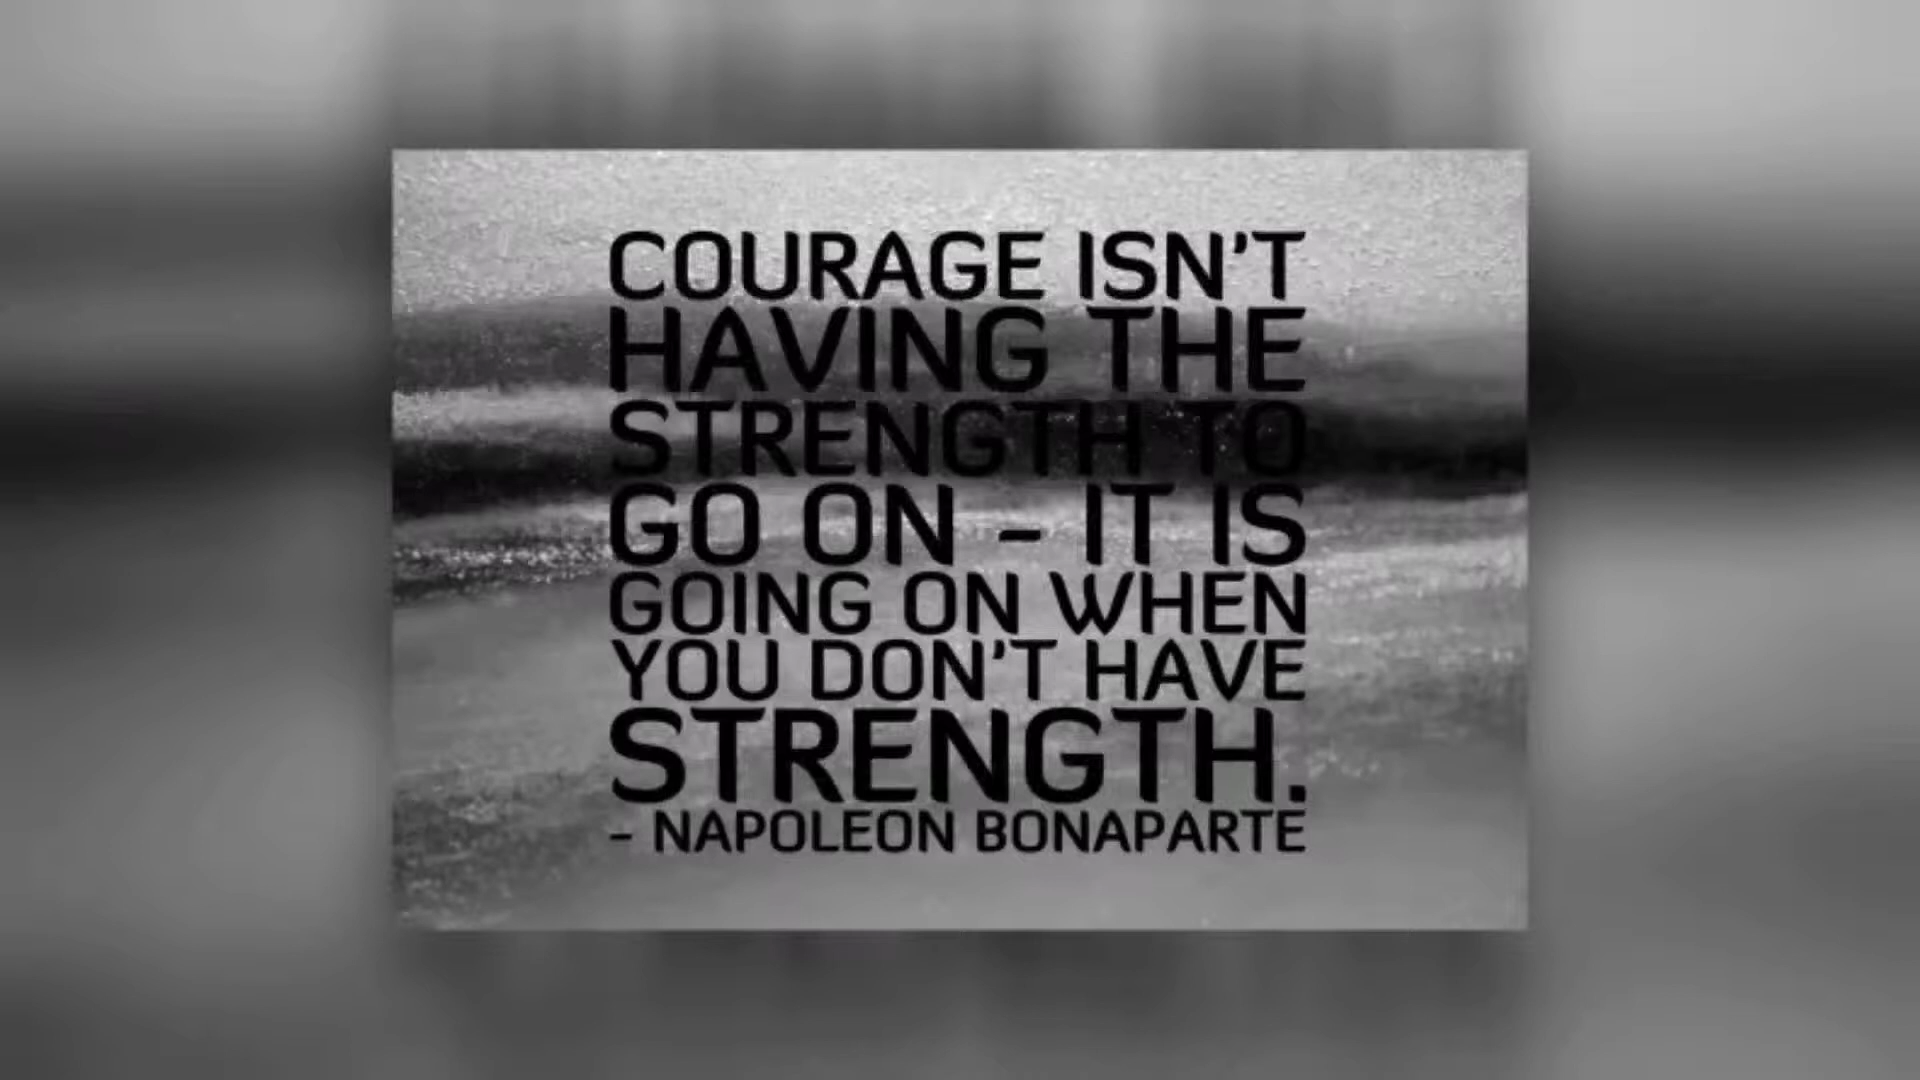 COURAGE ISN'T
HAVING THE
STRENGTH TO
GO ON – IT IS
GOING ON WHEN
YOU DON'T HAVE
STRENGTH.
– NAPOLEON BONAPARTE